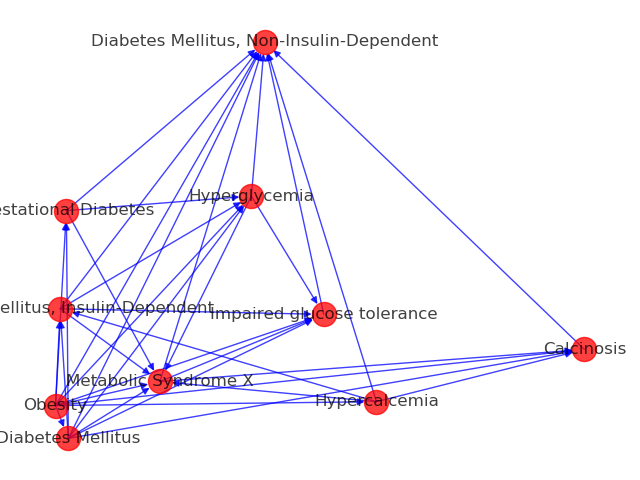 Diabetes Mellitus, Non-Insulin-Dependent
Hyperglycemia
estational Diabetes
ellitus, Insulin-Dependent
Impaired glucose tolerance
Calcinosis
Metabolic Syndrome X
Obesity
Hypercalcemia
Diabetes Mellitus